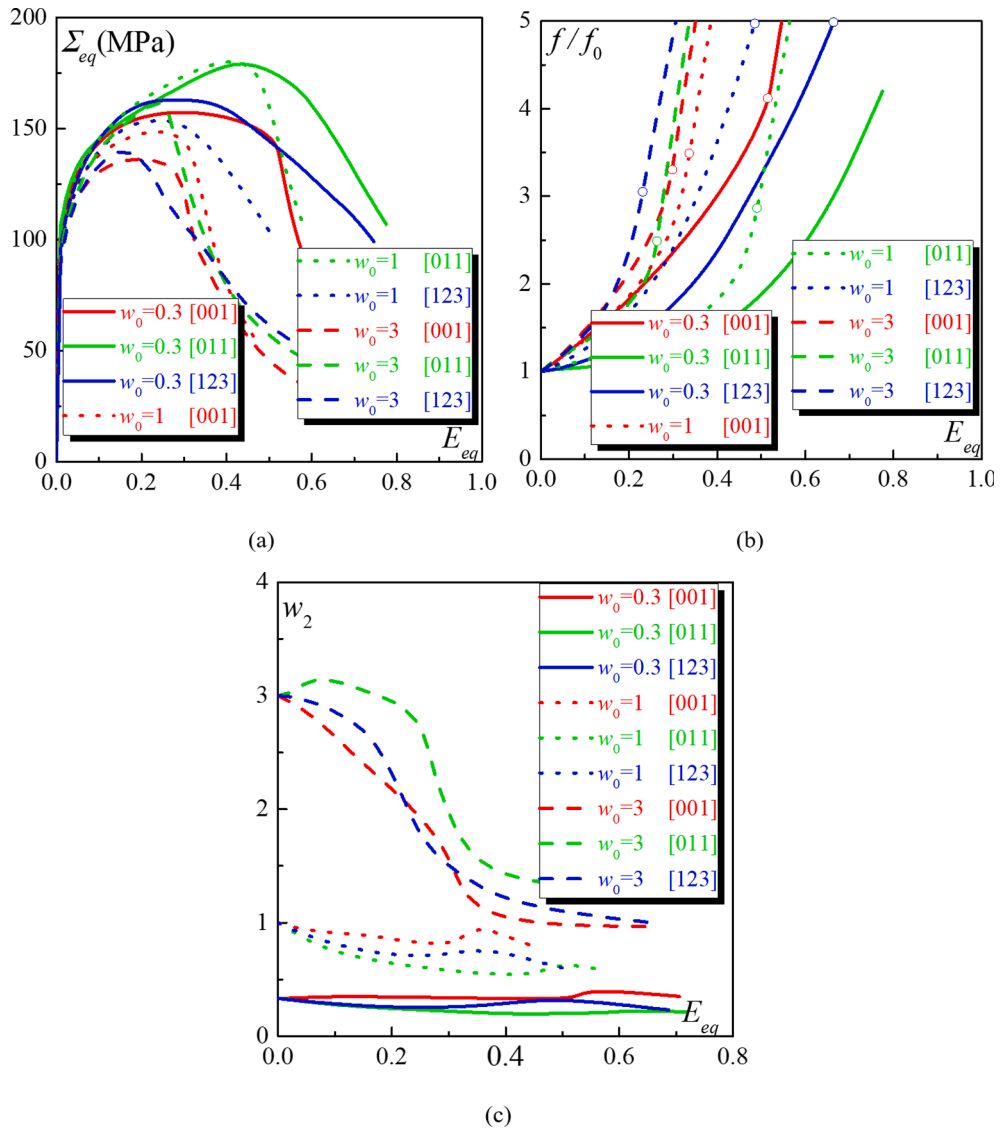 Σeq(MPa)
200
150
100
50
0
0.0 0.2 0.4 0.6 0.8 1.0
Eeq
w0=0.3 [001]
w0=0.3 [011]
w0=0.3 [123]
w0=1 [001]
w0=1 [011]
w0=1 [123]
w0=3 [001]
w0=3 [011]
w0=3 [123]
(a)
f/f0
5
4
3
2
1
0
0.0 0.2 0.4 0.6 0.8 1.0
Eeq
w0=0.3 [001]
w0=0.3 [011]
w0=0.3 [123]
w0=1 [001]
w0=1 [011]
w0=1 [123]
w0=3 [001]
w0=3 [011]
w0=3 [123]
(b)
w2
4
3
2
1
0
0.0 0.2 0.4 0.6 0.8
Eeq
w0=0.3 [001]
w0=0.3 [011]
w0=0.3 [123]
w0=1 [001]
w0=1 [011]
w0=1 [123]
w0=3 [001]
w0=3 [011]
w0=3 [123]
(c)